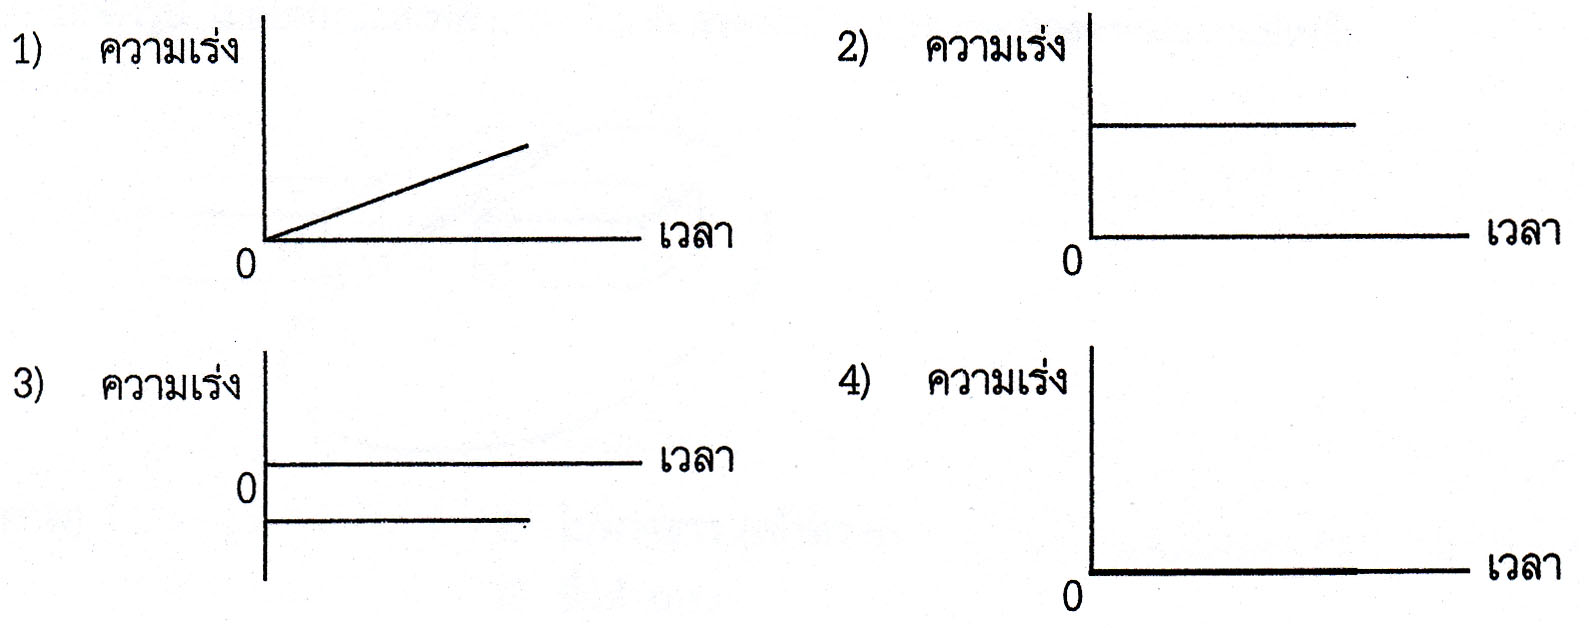 1) ความเร่ง
เวลา
0
2) ความเร่ง
เวลา
0
3) ความเร่ง
เวลา
0
4) ความเร่ง
เวลา
0